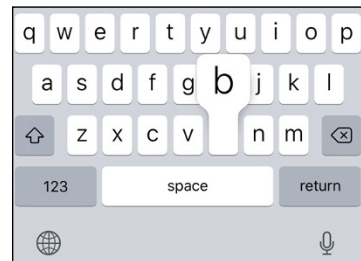 q w e r t y u i o p
a s d f g j k l
b
z x c v n m
123 space return